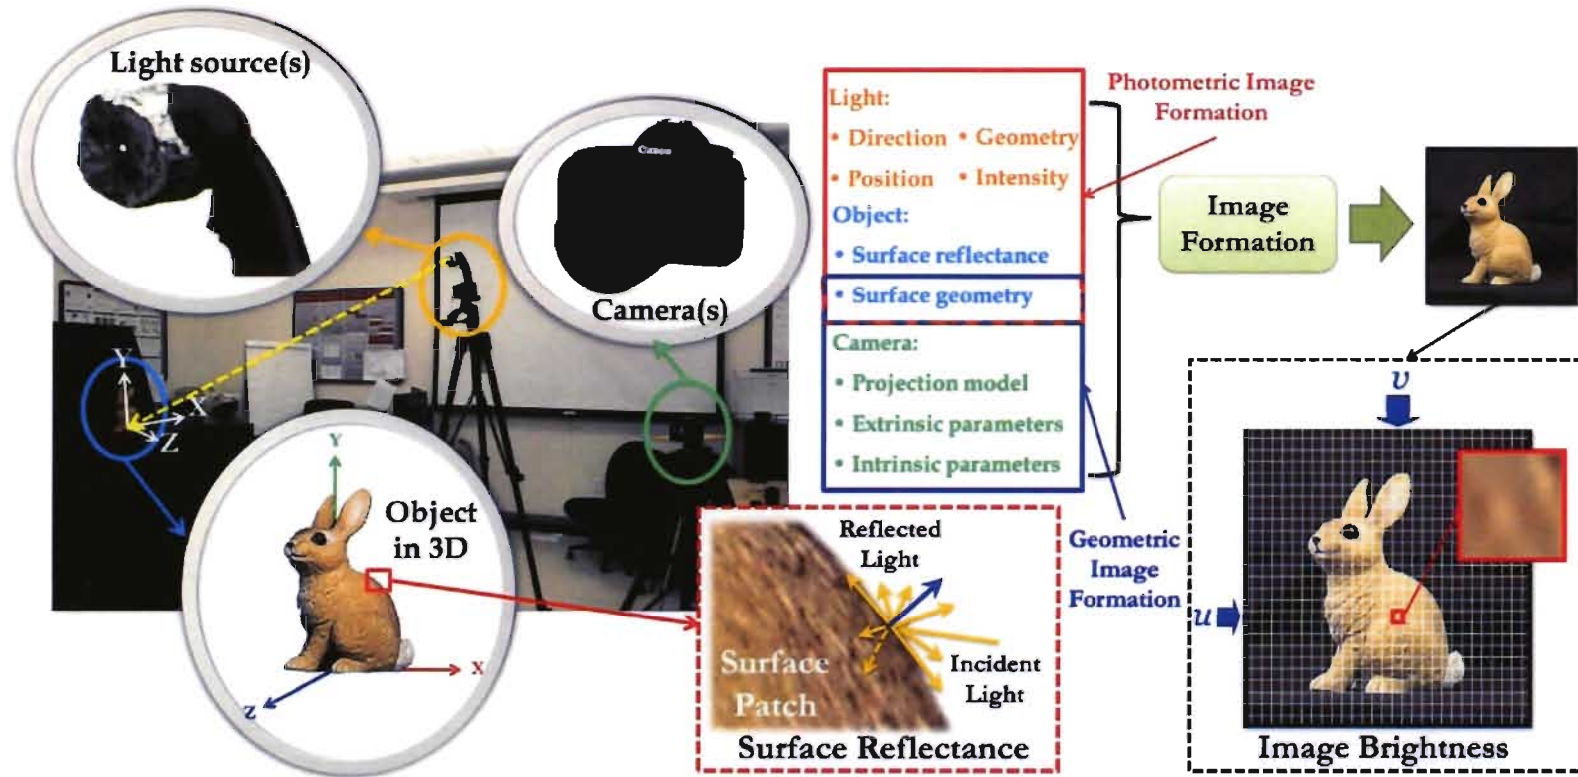 Light source(s)
Canon
Camera(s)
Y
X
Z
Y
Object
in 3D
X
Z
Light:
• Direction • Geometry
• Position • Intensity
Object:
• Surface reflectance
• Surface geometry
Camera:
• Projection model
• Extrinsic parameters
• Intrinsic parameters
Photometric Image
Formation
Geometric
Image
Formation
Image
Formation
Reflected
Light
Incident
Light
Surface
Patch
Surface Reflectance
v
u
Image Brightness